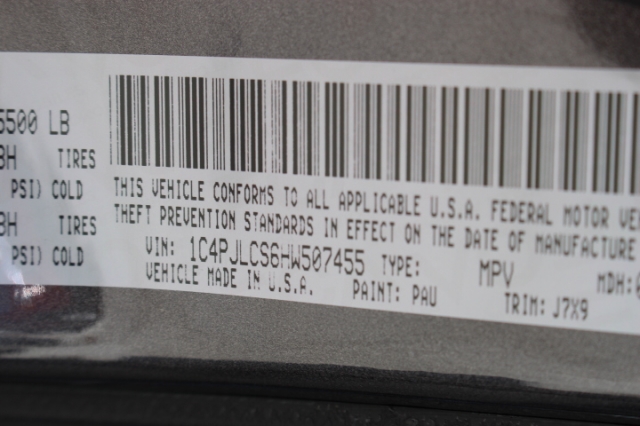 5500 LB
BH TIRES
PSI) COLD
BH TIRES
PSI) COLD
THIS VEHICLE CONFORMS TO ALL APPLICABLE U.S.A. FEDERAL MOTOR VEH
THEFT PREVENTION STANDARDS IN EFFECT ON THE DATE OF MANUFACTURE
VIN: 1C4PJLCS6HW507455 TYPE: MPV MDH:0
VEHICLE MADE IN U.S.A. PAINT: PAU TRIM: J7X9